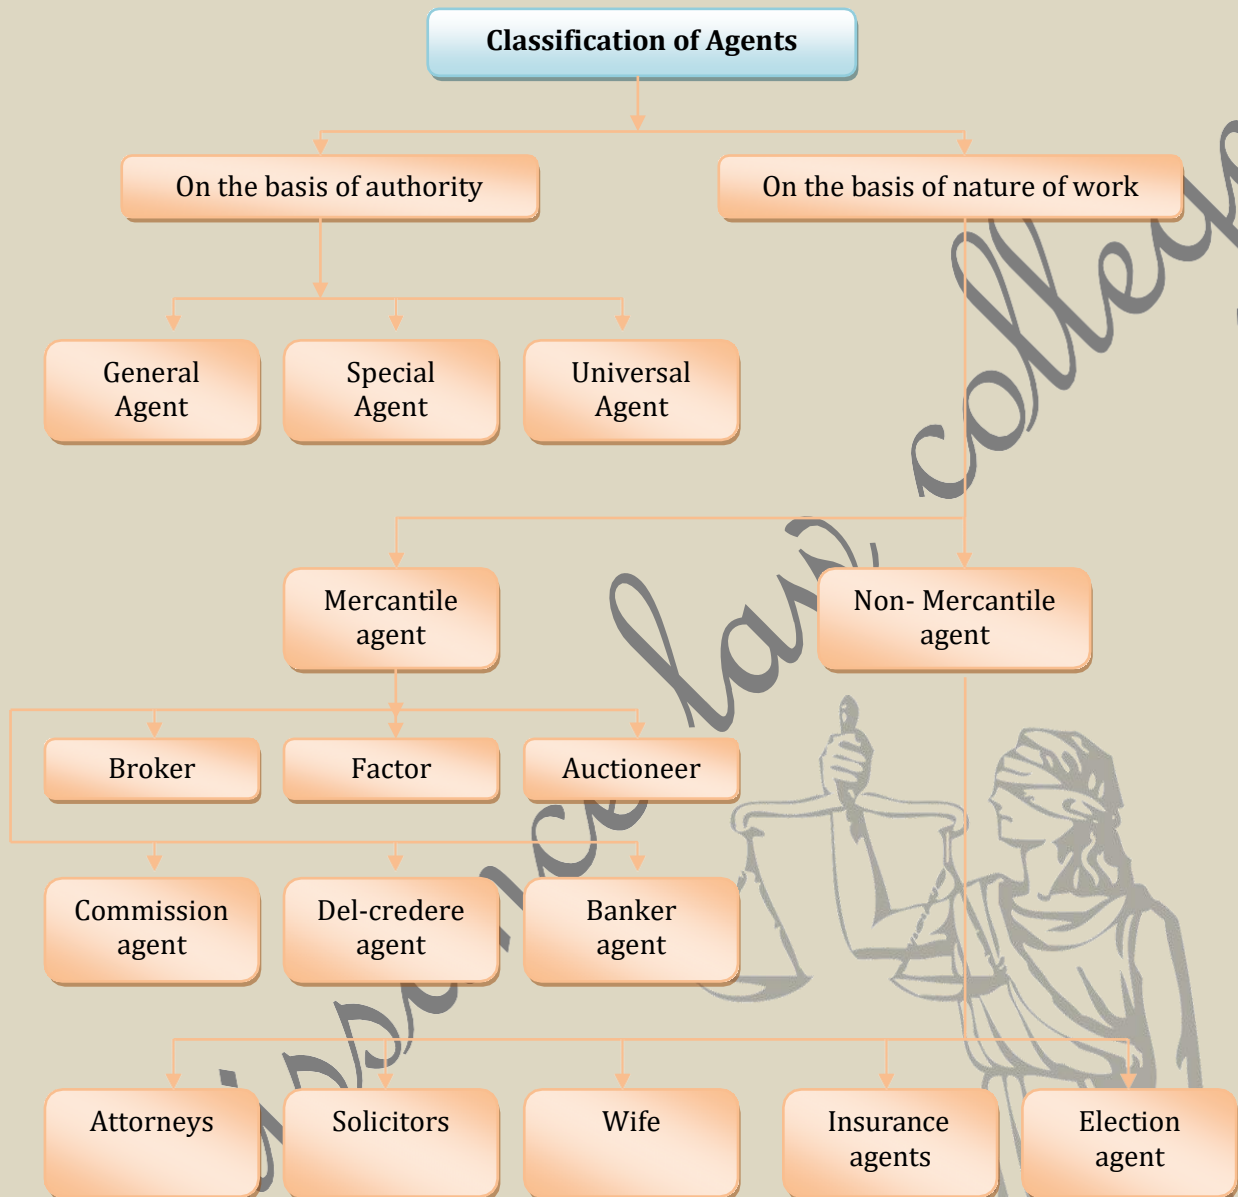 Classification of Agents
On the basis of authority
On the basis of nature of work
General
Agent
Special
Agent
Universal
Agent
Mercantile
agent
Non- Mercantile
agent
Broker
Factor
Auctioneer
Commission
agent
Del-credere
agent
Banker
agent
Attorneys
Solicitors
Wife
Insurance
agents
Election
agent
law college